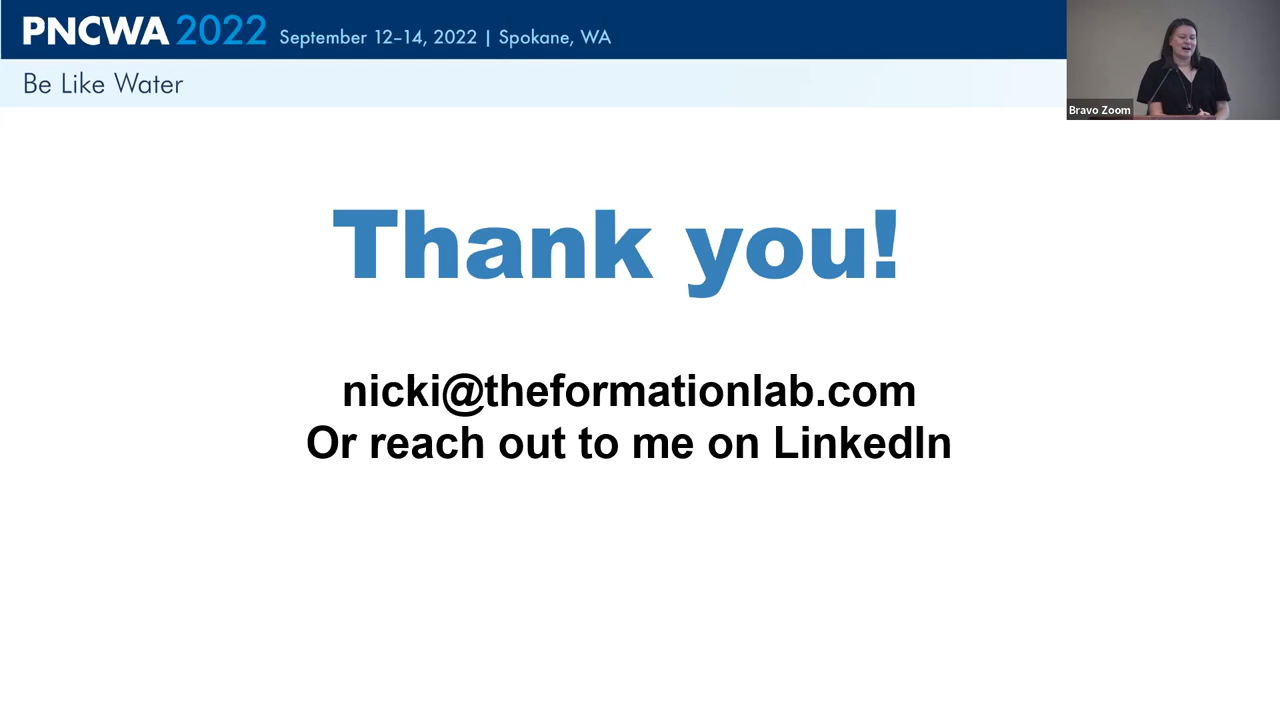 PNCWA 2022 September 12–14, 2022 | Spokane, WA
Be Like Water
Bravo Zoom
Thank you!
nicki@theformationlab.com
Or reach out to me on LinkedIn